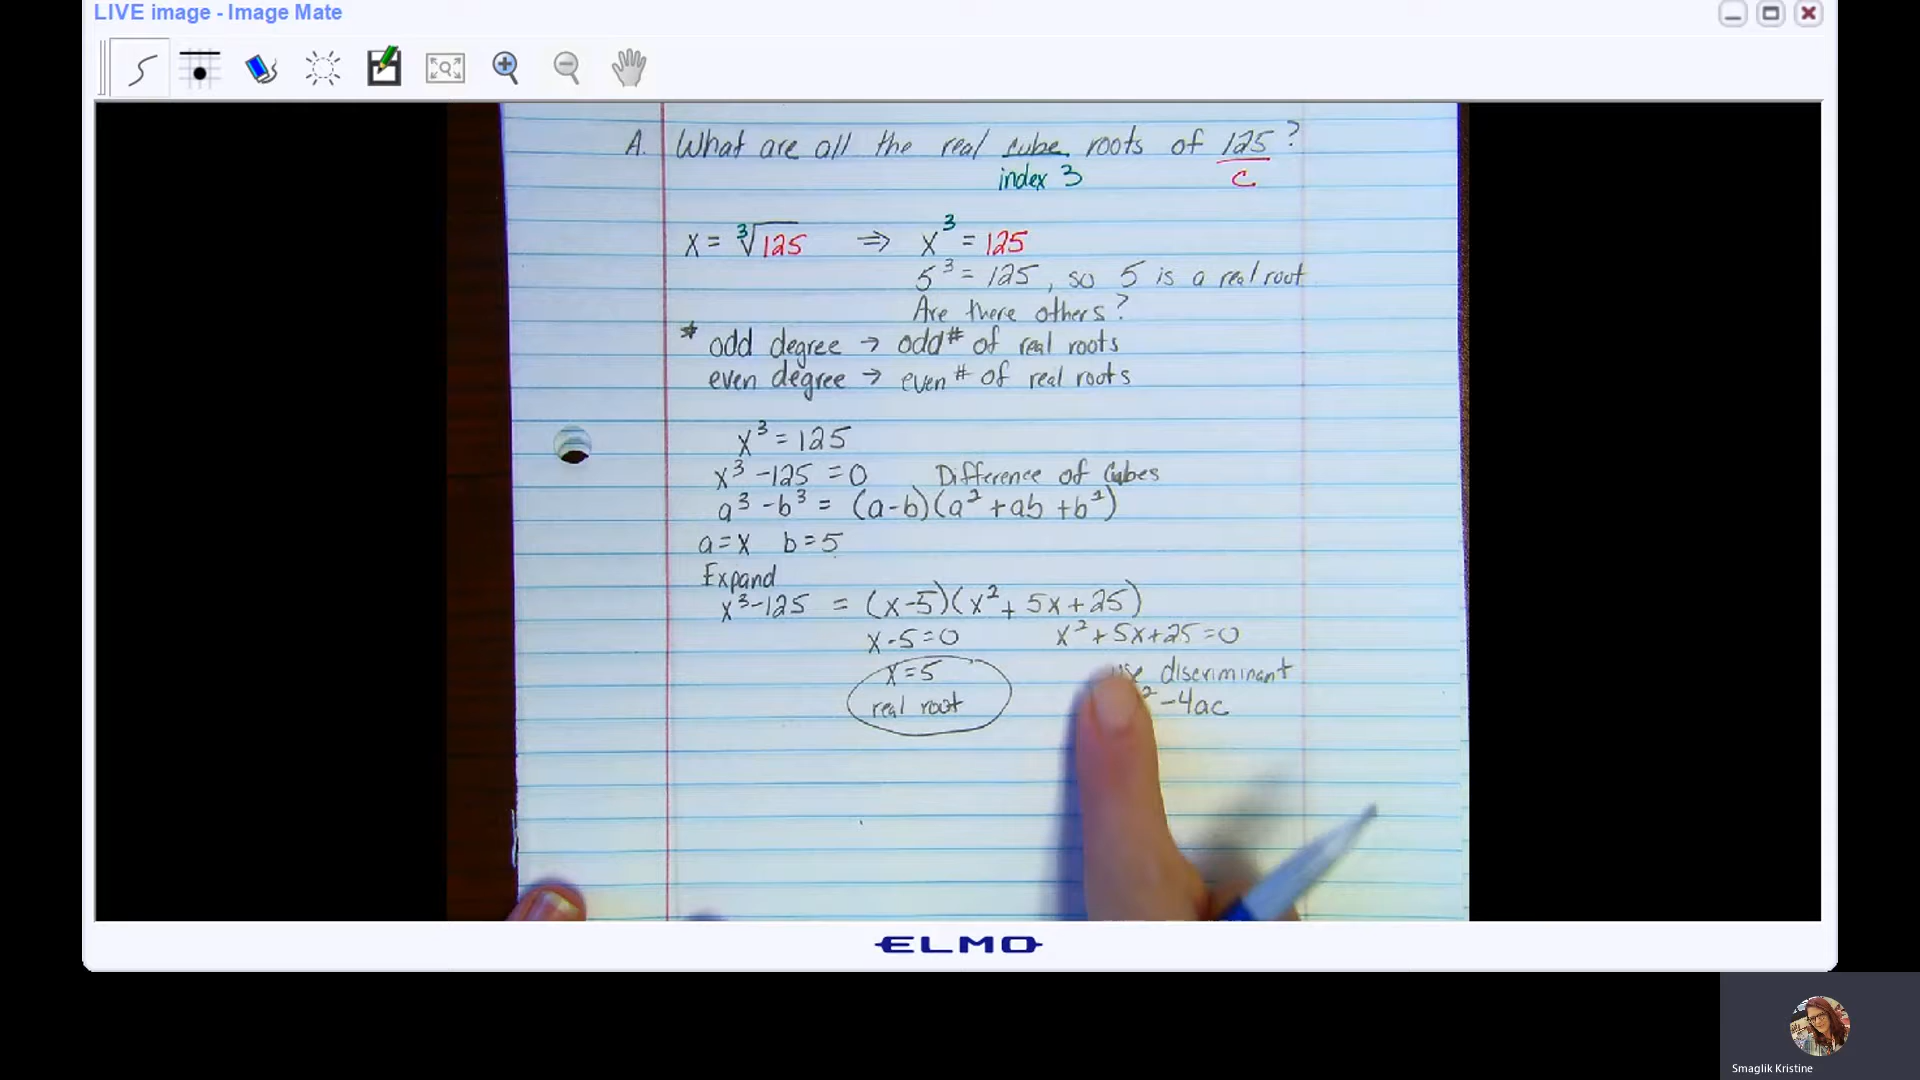 LIVE image - Image Mate
A. What are all the real cube roots of 125?
index 3 C
x = ∛125 ⇒ x³ = 125
5³ = 125, so 5 is a real root
Are there others?
* odd degree → odd # of real roots
even degree → even # of real roots
x³ = 125
x³ - 125 = 0 Difference of Cubes
a³ - b³ = (a-b)(a² + ab + b²)
a = x b = 5
Expand
x³ - 125 = (x-5)(x² + 5x + 25)
x - 5 = 0 x² + 5x + 25 = 0
x = 5 discriminant
real root ² - 4ac
ELMO
Smaglik Kristine